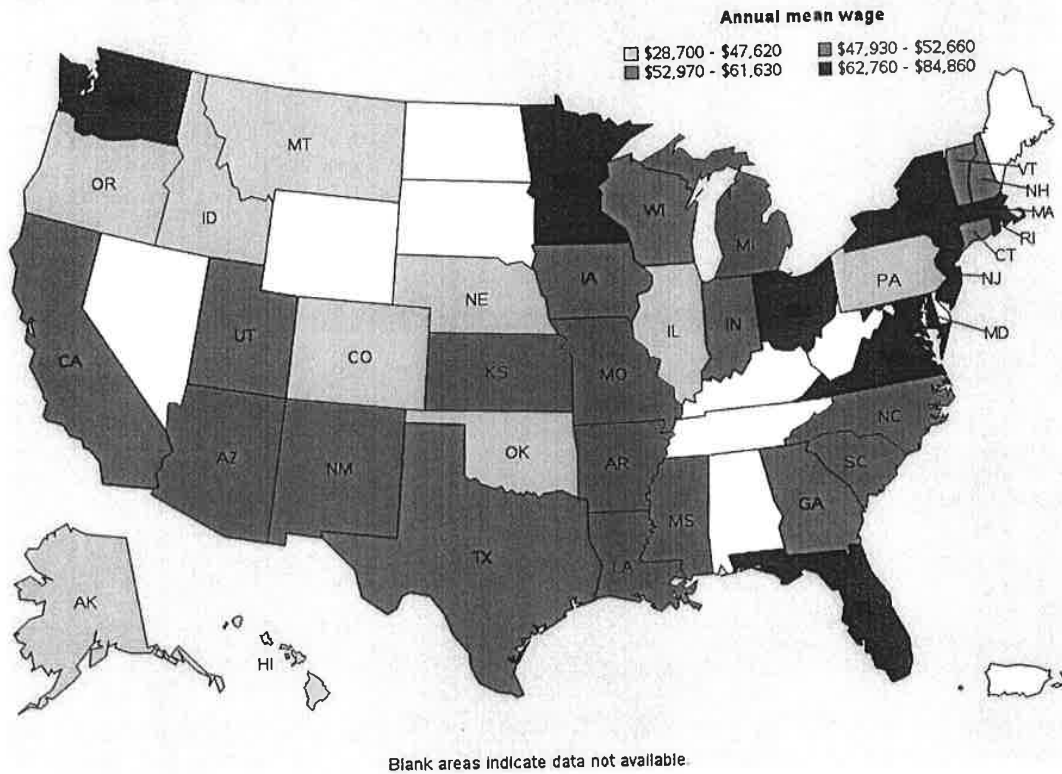 Annual mean wage
$28,700 - $47,620 $47,930 - $52,660
$52,970 - $61,630 $62,760 - $84,860
MT
VT
OR
NH
ID
WI
MA
MI
RI
CT
PA
NJ
NE
IA
IL
IN
MD
UT
CO
CA
KS
MO
NC
OK
AZ
NM
AR
SC
MS
GA
TX
LA
AK
HI
Blank areas indicate data not available.